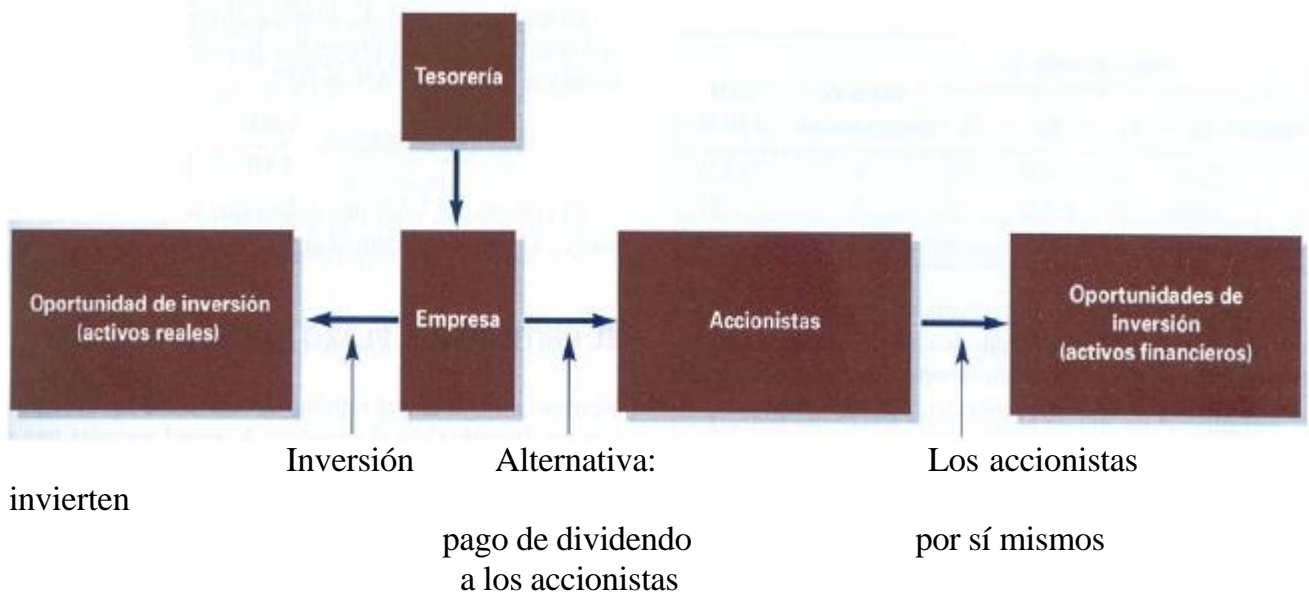 Tesorería
Oportunidad de inversión
(activos reales)
Empresa
Accionistas
Oportunidades de
inversión
(activos financieros)
Inversión Alternativa: Los accionistas
invierten
pago de dividendo por sí mismos
a los accionistas